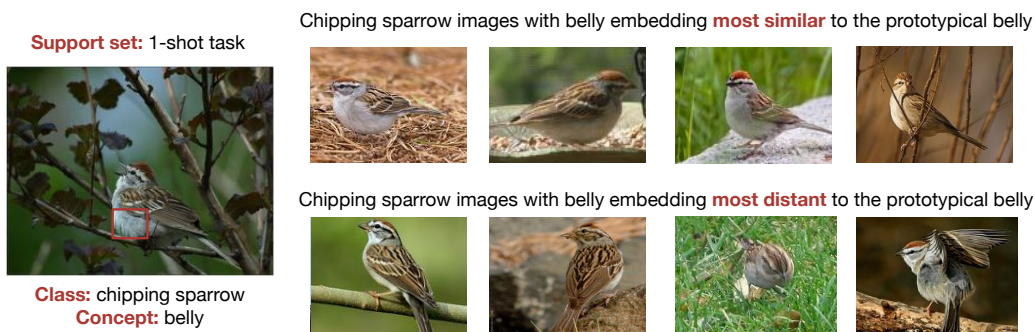 Support set: 1-shot task
Class: chipping sparrow
Concept: belly
Chipping sparrow images with belly embedding most similar to the prototypical belly
Chipping sparrow images with belly embedding most distant to the prototypical belly